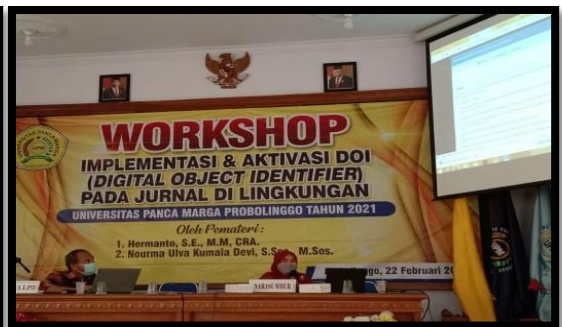 WORKSHOP
IMPLEMENTASI & AKTIVASI DOI
(DIGITAL OBJECT IDENTIFIER)
PADA JURNAL DI LINGKUNGAN
UNIVERSITAS PANCA MARGA PROBOLINGGO TAHUN 2021
Oleh Pemateri:
1. Hermanto, S.E., M.M, CRA.
2. Nourma Ulva Kumala Devi, S.Sos., M.Sos.
22 Februari
NARASUMBER